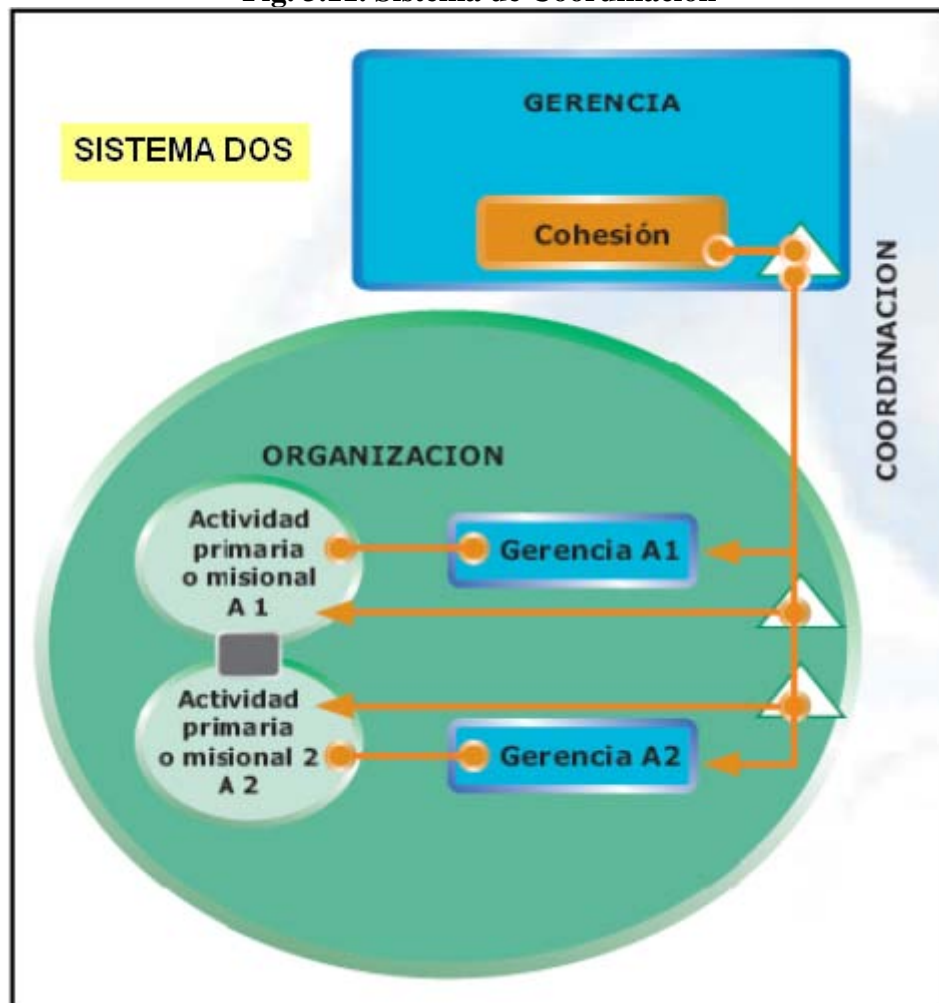 GERENCIA
SISTEMA DOS
Cohesión
COORDINACION
ORGANIZACION
Actividad
primaria
o misional
A 1
Gerencia A1
Actividad
primaria
o misional 2
A 2
Gerencia A2